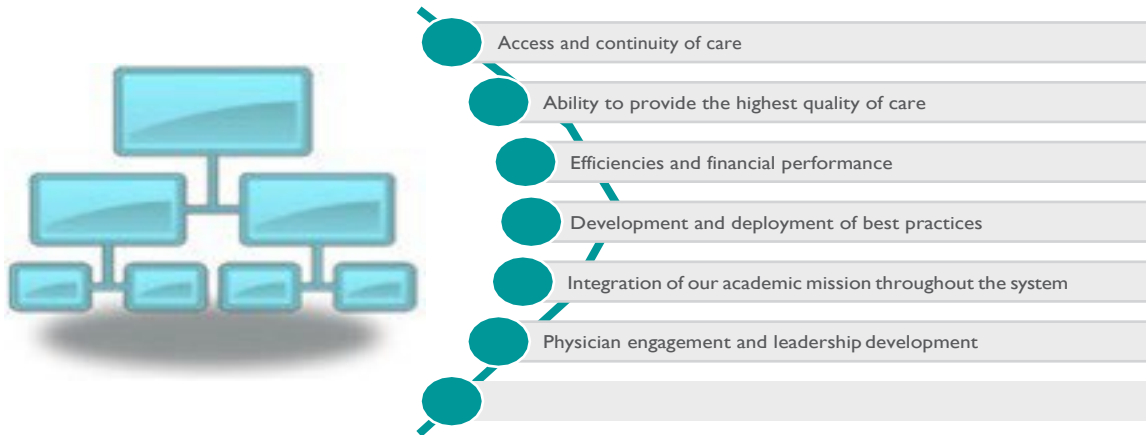 Access and continuity of care
Ability to provide the highest quality of care
Efficiencies and financial performance
Development and deployment of best practices
Integration of our academic mission throughout the system
Physician engagement and leadership development